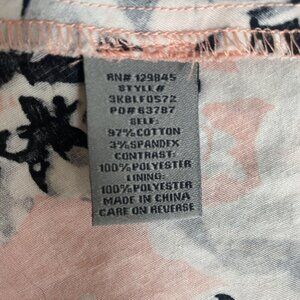 RN# 129845
STYLE#
3KBLF0572
PO# 63787
SELF:
97% COTTON
3% SPANDEX
CONTRAST:
100% POLYESTER
LINING:
100% POLYESTER
MADE IN CHINA
CARE ON REVERSE